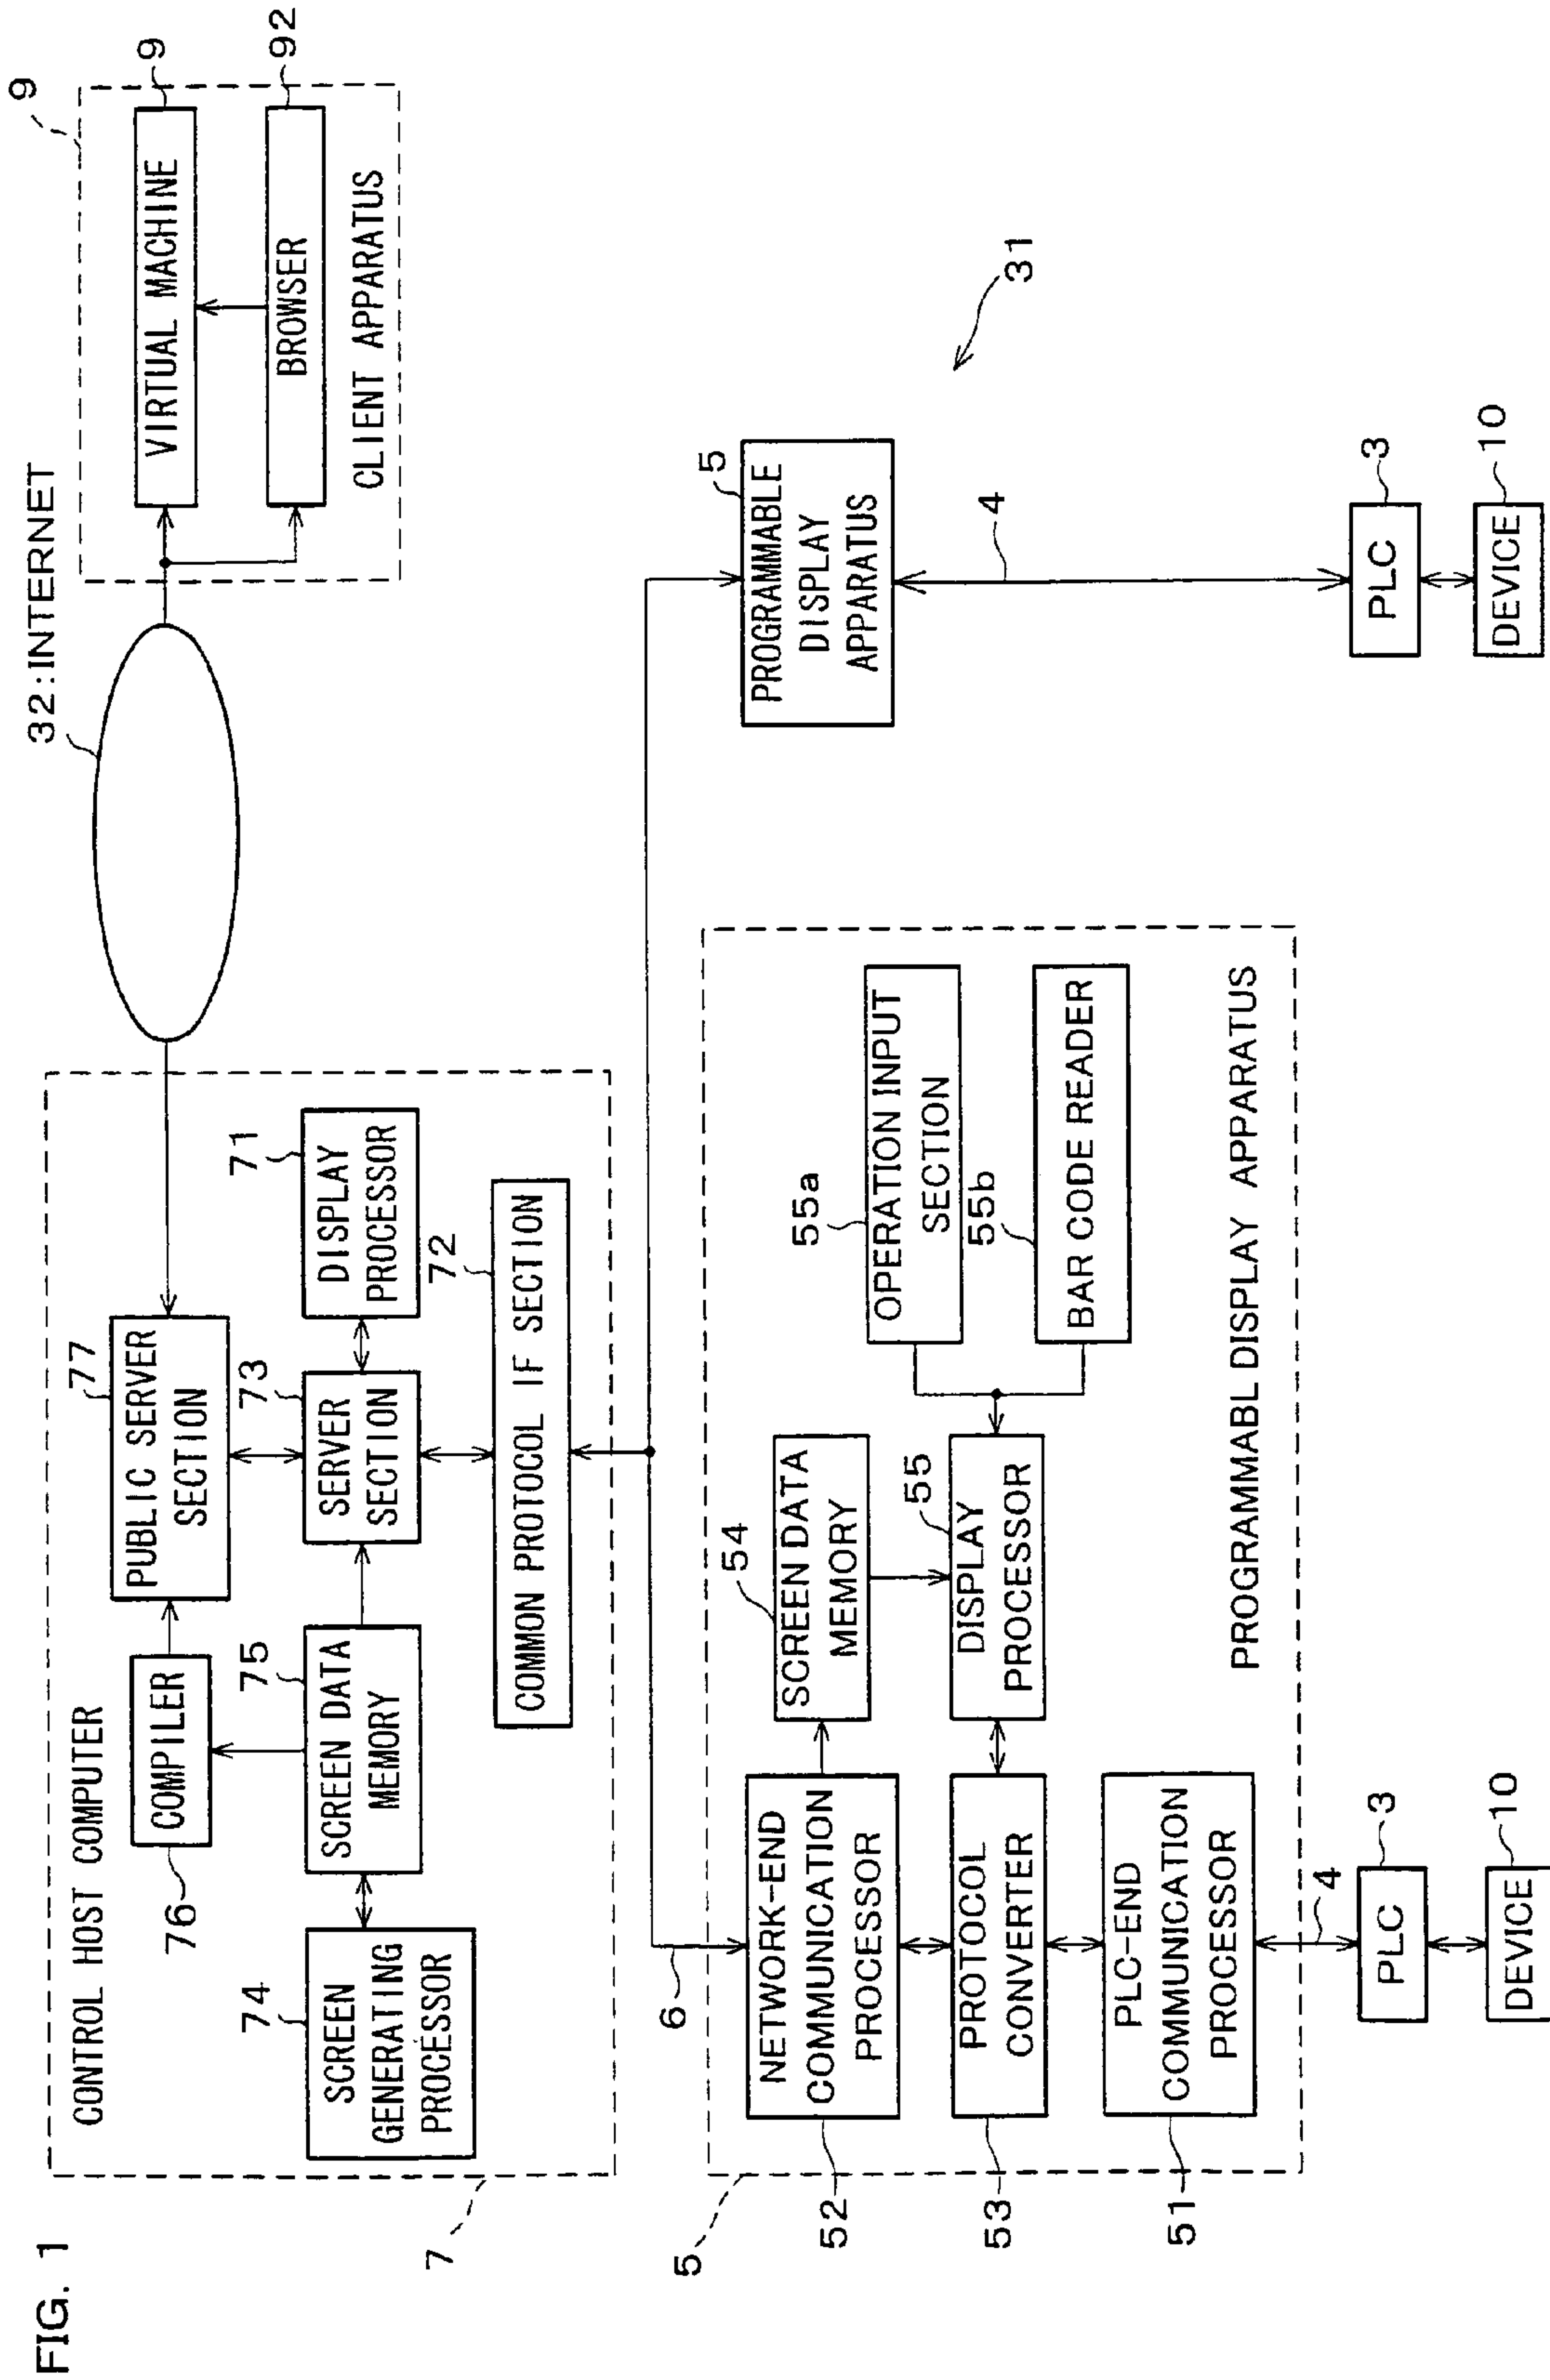 FIG. 1
CONTROL HOST COMPUTER
7
76
COMPILER
77
PUBLIC SERVER
SECTION
74
SCREEN
GENERATING
PROCESSOR
75
SCREEN DATA
MEMORY
73
SERVER
SECTION
71
DISPLAY
PROCESSOR
72
COMMON PROTOCOL IF SECTION
32:INTERNET
9
VIRTUAL MACHINE
9
BROWSER
92
CLIENT APPARATUS
6
5
NETWORK-END
COMMUNICATION
PROCESSOR
52
54
SCREEN DATA
MEMORY
PROTOCOL
CONVERTER
53
55
DISPLAY
PROCESSOR
55a
OPERATION INPUT
SECTION
55b
BAR CODE READER
PLC-END
COMMUNICATION
PROCESSOR
51
PROGRAMMABL DISPLAY APPARATUS
4
PLC
3
DEVICE
10
5
PROGRAMMABLE
DISPLAY
APPARATUS
31
4
PLC
3
DEVICE
10